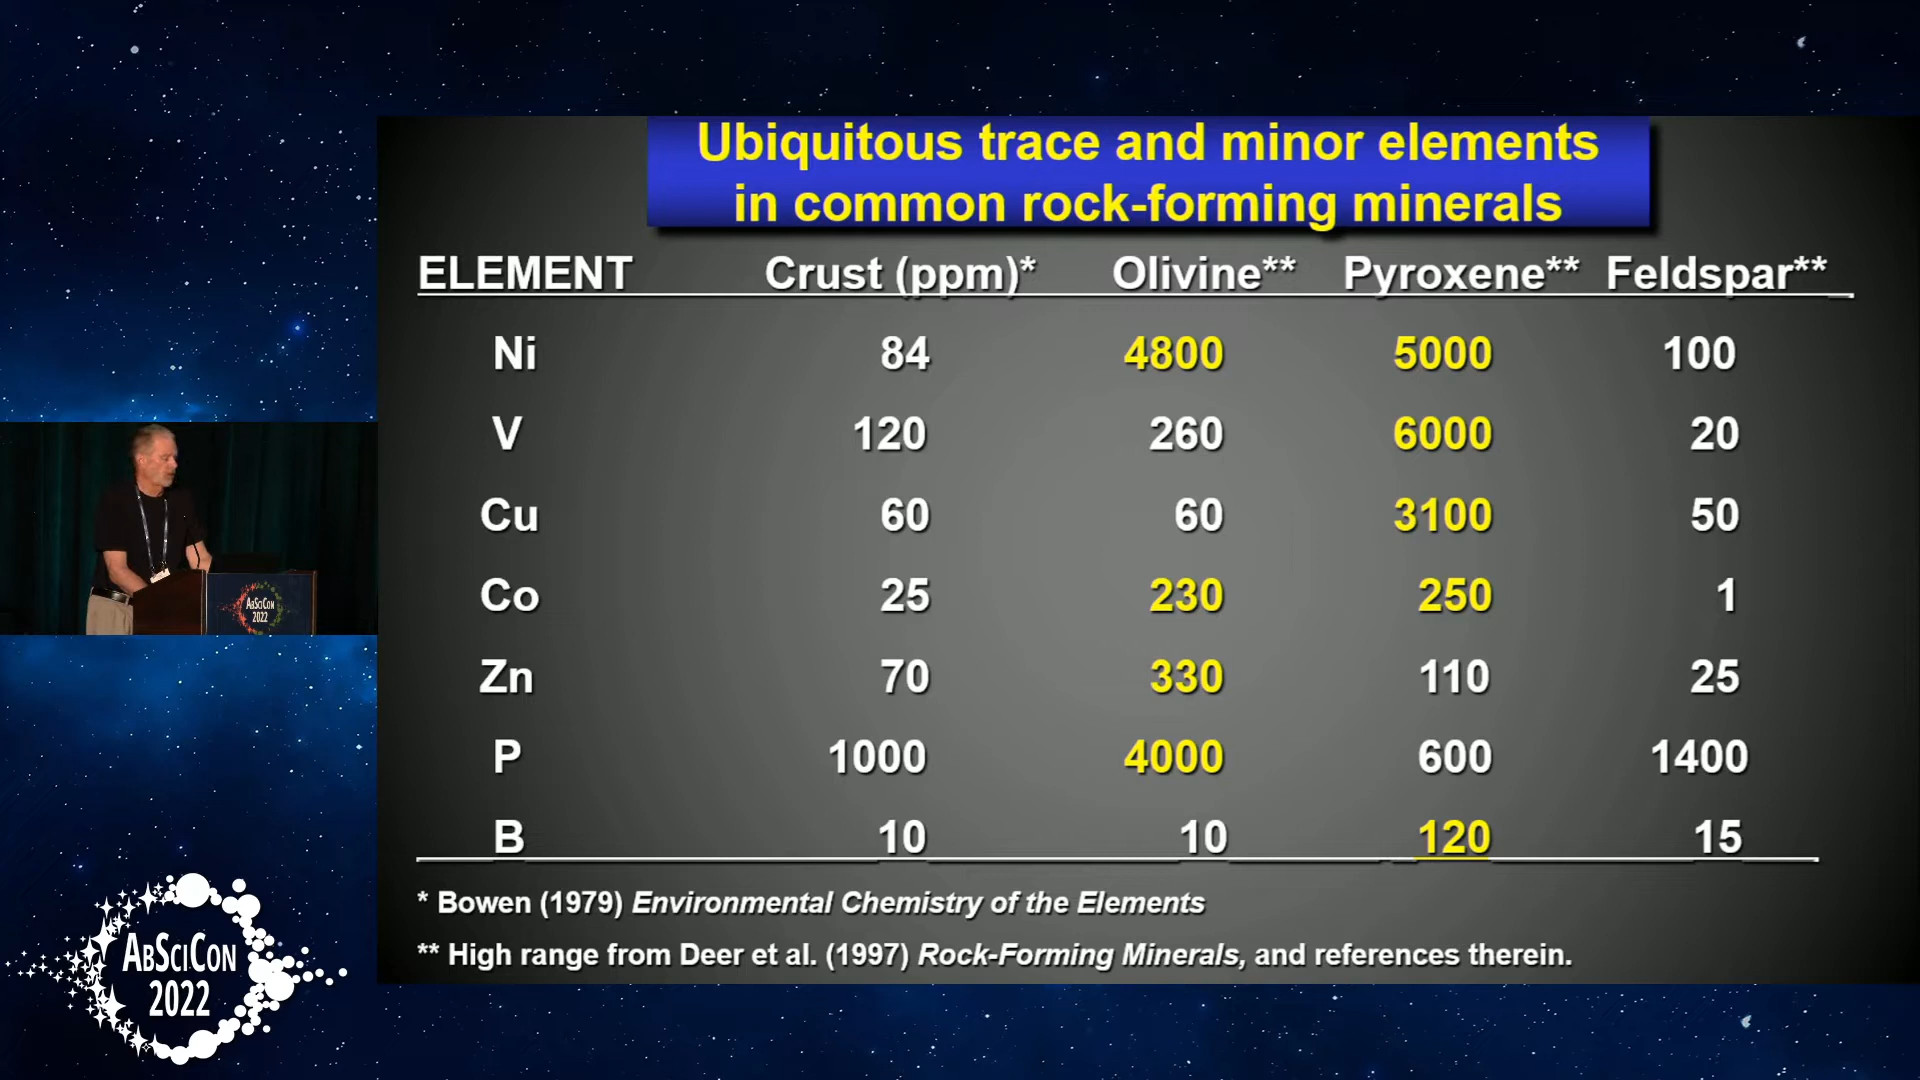 Ubiquitous trace and minor elements
in common rock-forming minerals
ELEMENT Crust (ppm)* Olivine** Pyroxene** Feldspar**
Ni 84 4800 5000 100
V 120 260 6000 20
Cu 60 60 3100 50
Co 25 230 250 1
Zn 70 330 110 25
P 1000 4000 600 1400
B 10 10 120 15
* Bowen (1979) Environmental Chemistry of the Elements
** High range from Deer et al. (1997) Rock-Forming Minerals, and references therein.
ABSCICON
2022
ABSCICON
2022